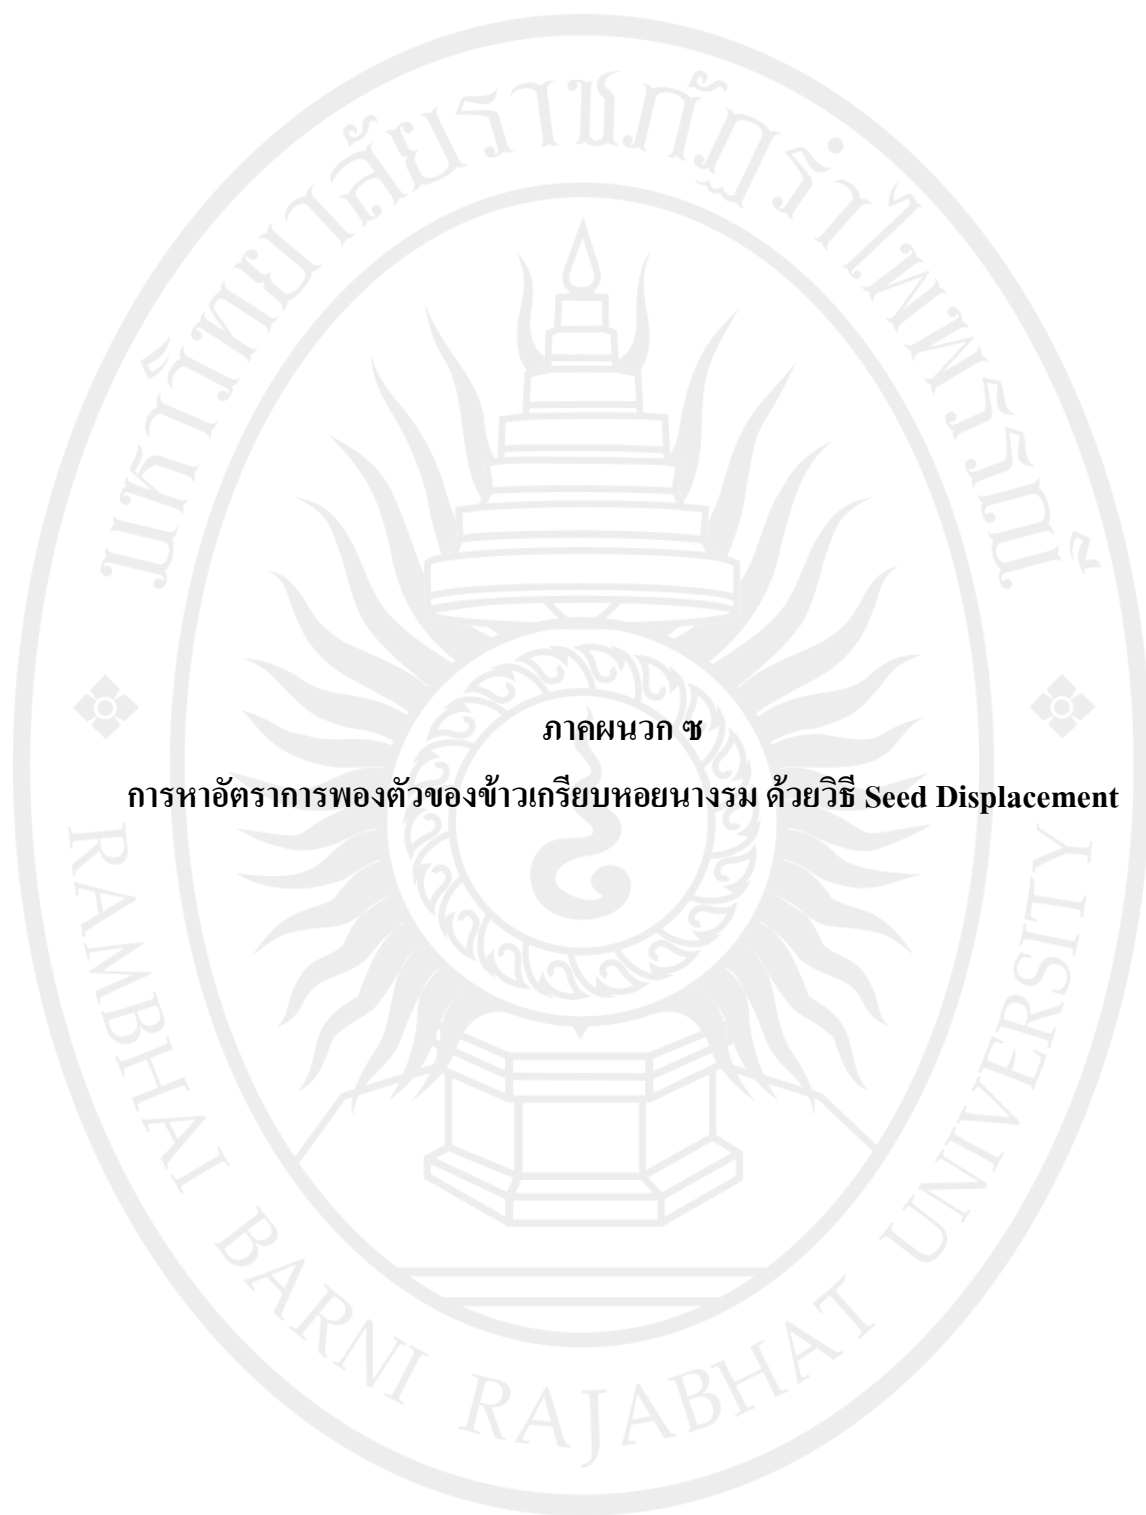 มหาวิทยาลัยราชภัฏรำไพพรรณี
ภาคผนวก ซ
การหาอัตราการพองตัวของข้าวเกรียบหอยนางรม ด้วยวิธี Seed Displacement
RAMBHAI BARNI RAJABHAT UNIVERSITY